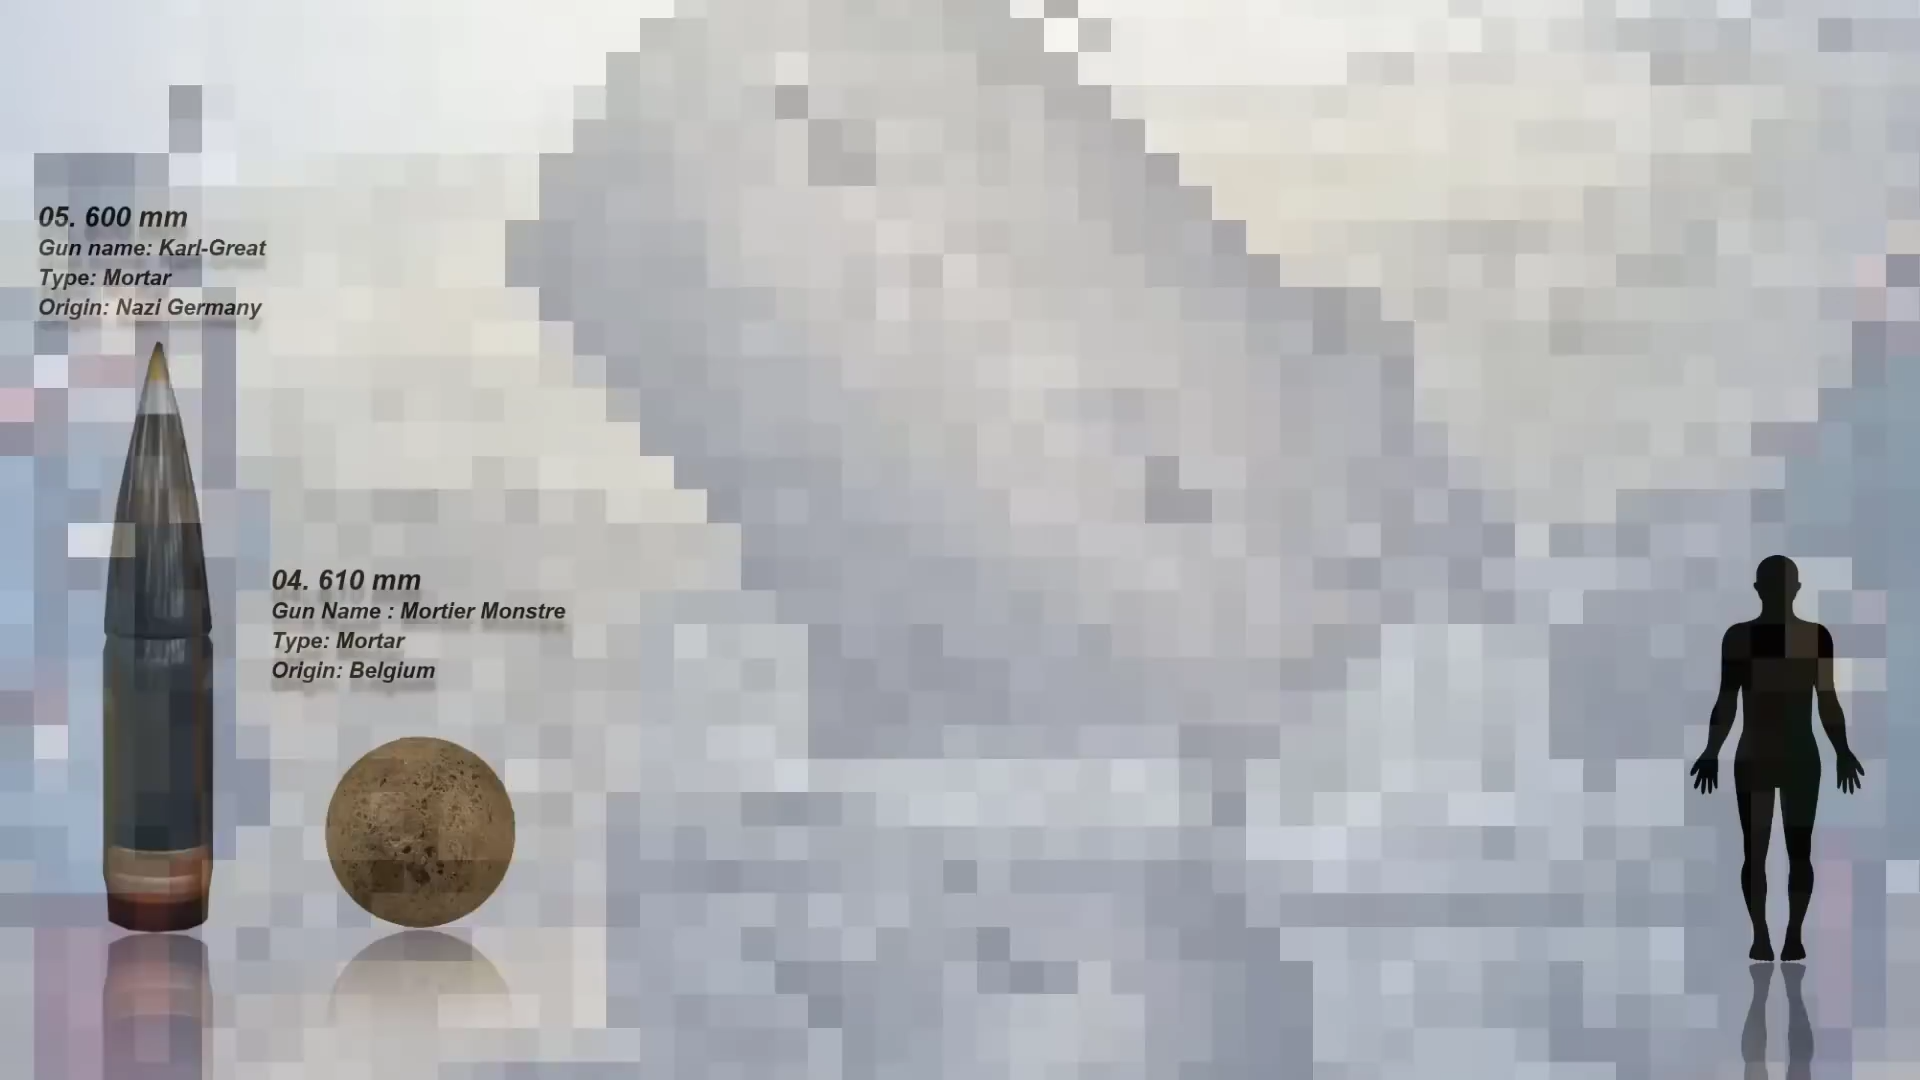 05. 600 mm
Gun name: Karl-Great
Type: Mortar
Origin: Nazi Germany
04. 610 mm
Gun Name : Mortier Monstre
Type: Mortar
Origin: Belgium